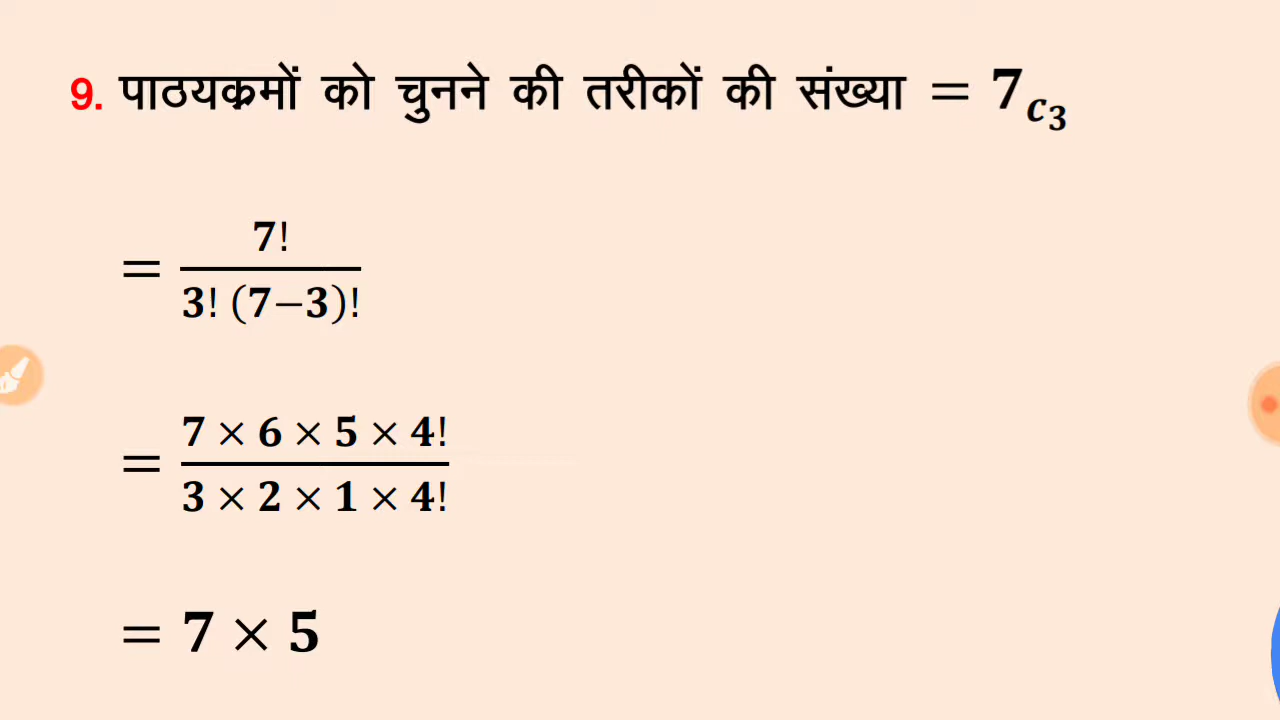 9. पाठयक्रमों को चुनने की तरीकों की संख्या = 7c3
= 7! / 3! (7−3)!
= 7 × 6 × 5 × 4! / 3 × 2 × 1 × 4!
= 7 × 5